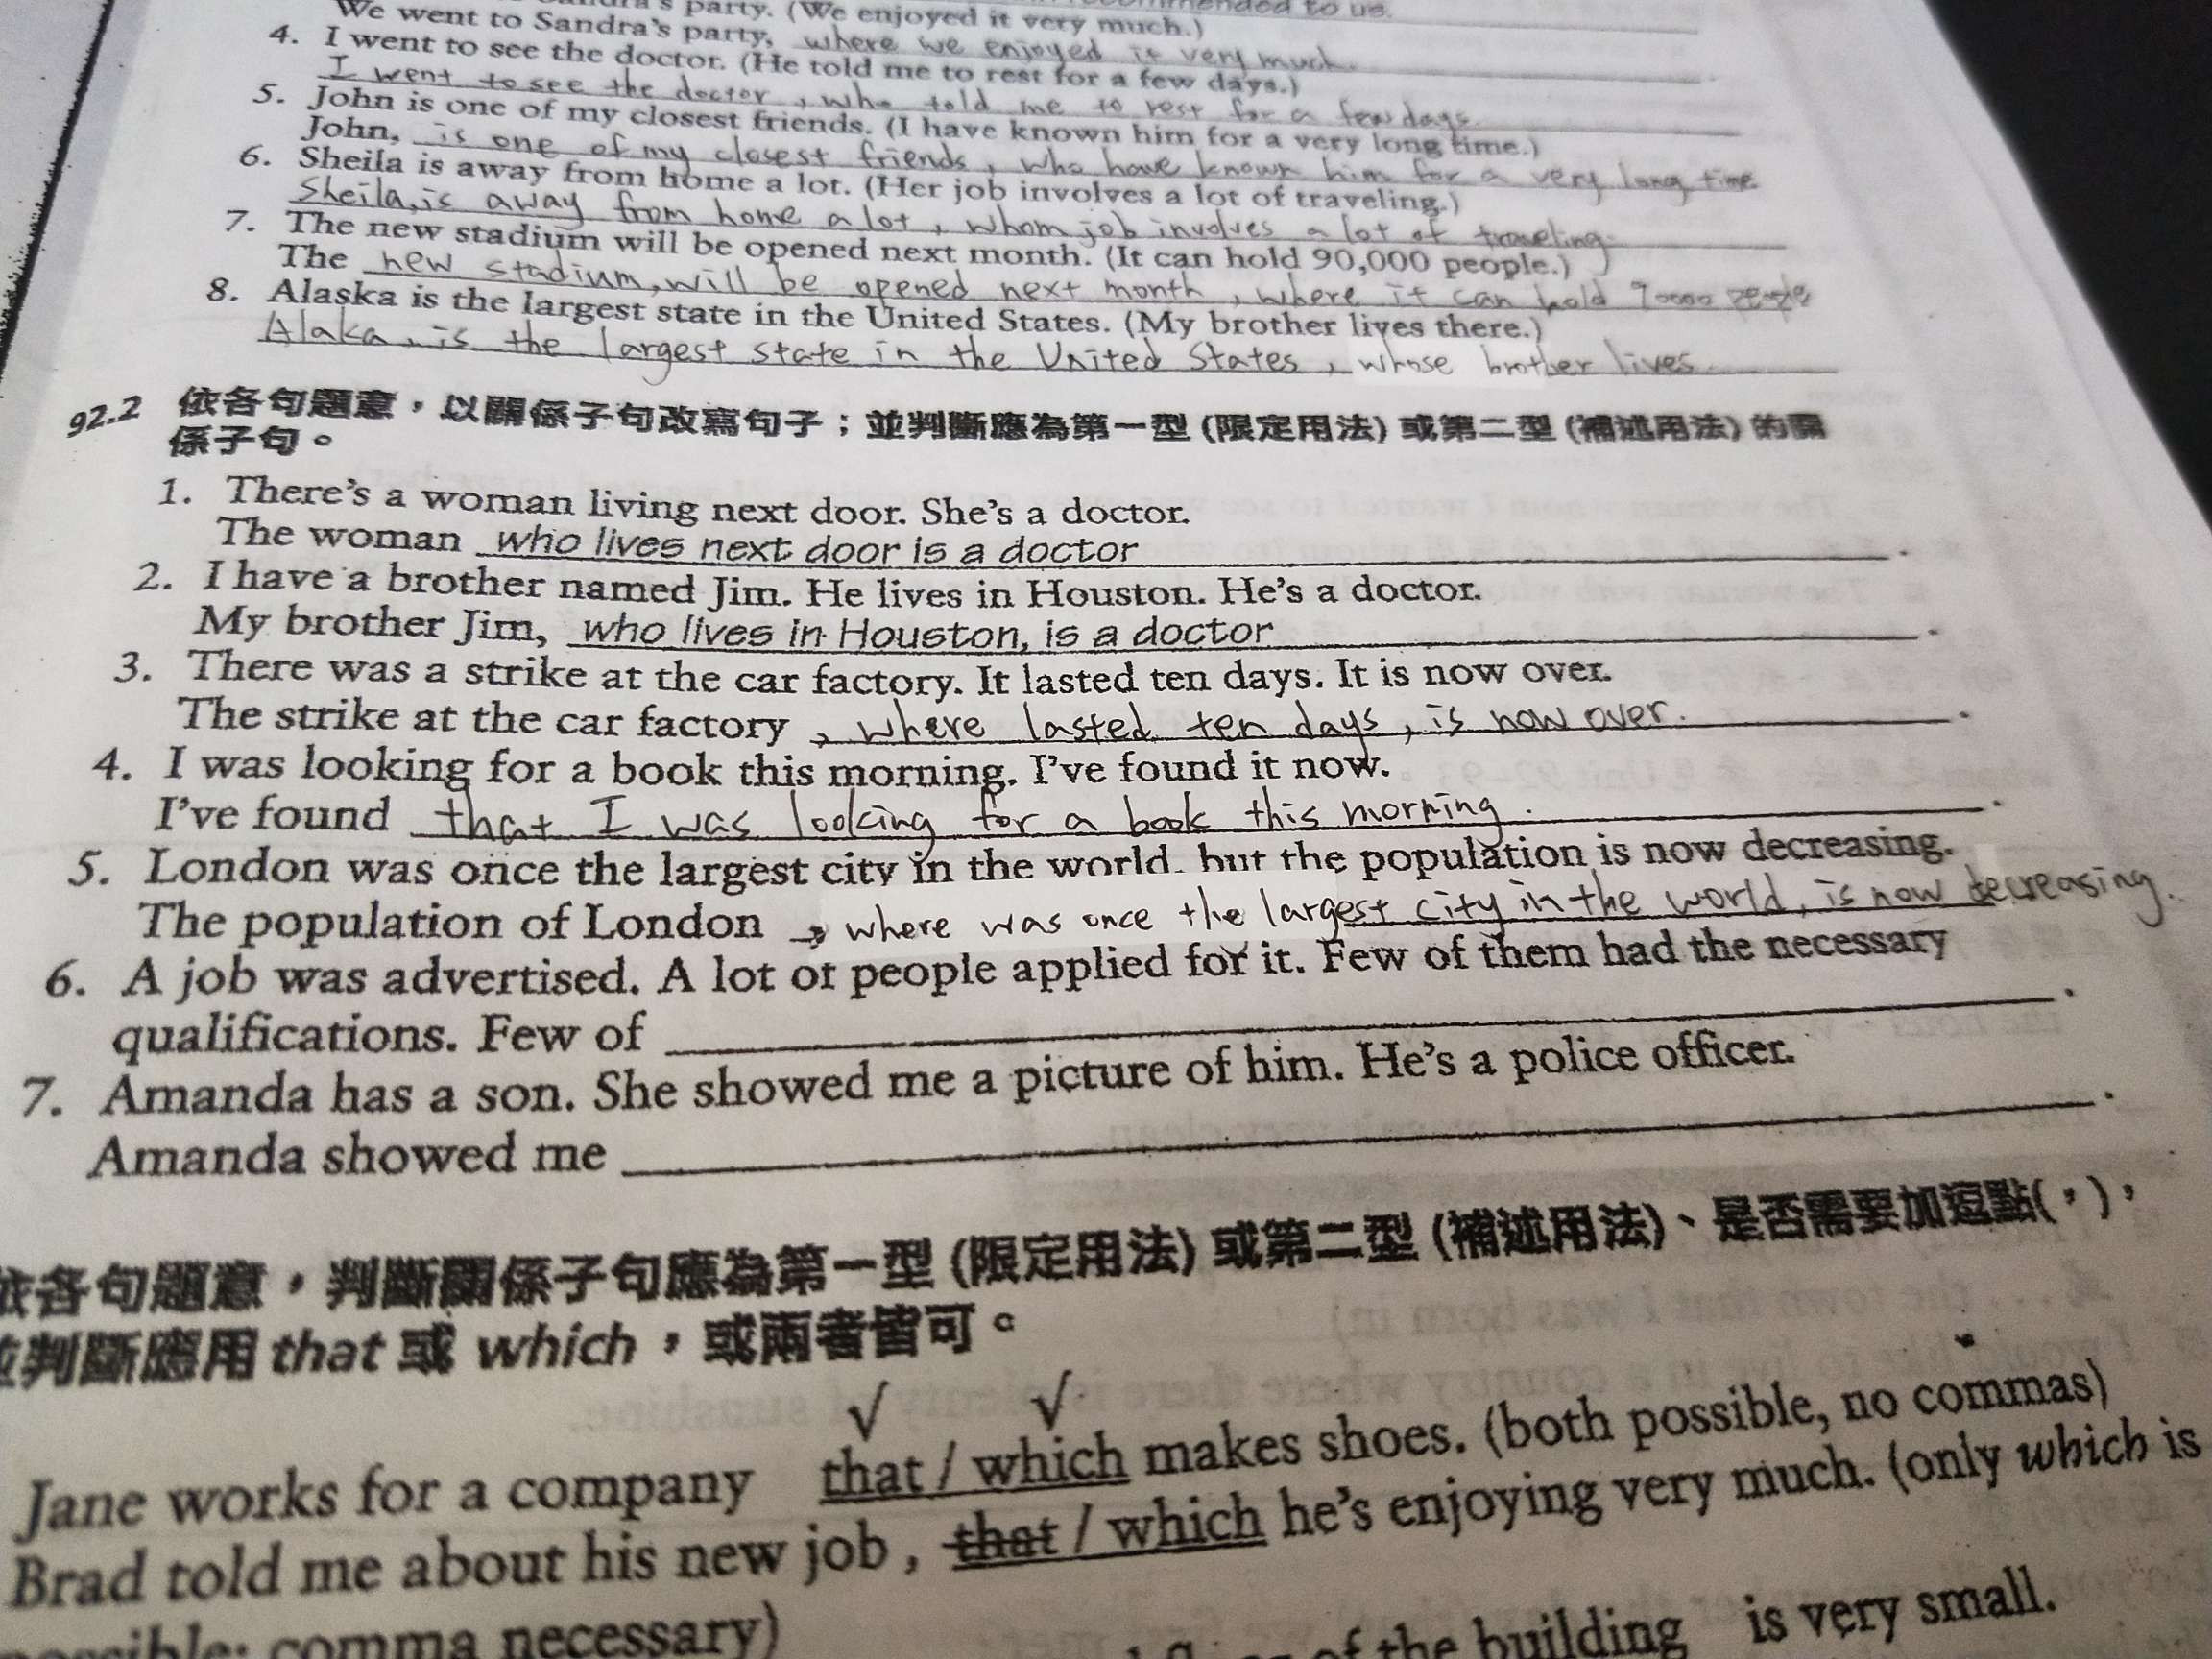 's party. (We enjoyed it very much.)
We went to Sandra's party, where we enjoyed it very much.
4. I went to see the doctor. (He told me to rest for a few days.)
I went to see the doctor, who told me to rest for a few days.
5. John is one of my closest friends. (I have known him for a very long time.)
John, is one of my closest friends, who have known him for a very long time
6. Sheila is away from home a lot. (Her job involves a lot of traveling.)
Sheila, is away from home a lot, whom job involves a lot of traveling.
7. The new stadium will be opened next month. (It can hold 90,000 people.)
The new stadium, will be opened next month, where it can hold 90000 people
8. Alaska is the largest state in the United States. (My brother lives there.)
Alaka, is the largest state in the United States, whose brother lives.
92.2 依各句題意，以關係子句改寫句子；並判斷應為第一型 (限定用法) 或第二型 (補述用法) 的關
係子句。
1. There's a woman living next door. She's a doctor.
The woman who lives next door is a doctor.
2. I have a brother named Jim. He lives in Houston. He's a doctor.
My brother Jim, who lives in Houston, is a doctor.
3. There was a strike at the car factory. It lasted ten days. It is now over.
The strike at the car factory , where lasted ten days, is now over. .
4. I was looking for a book this morning. I've found it now.
I've found that I was looking for a book this morning. .
5. London was once the largest city in the world, but the population is now decreasing.
The population of London , where was once the largest city in the world, is now decreasing.
6. A job was advertised. A lot of people applied for it. Few of them had the necessary
qualifications. Few of .
7. Amanda has a son. She showed me a picture of him. He's a police officer.
Amanda showed me .
依各句題意，判斷關係子句應為第一型 (限定用法) 或第二型 (補述用法)、是否需要加逗點(，)，
並判斷應用 that 或 which，或兩者皆可。
√ √
Jane works for a company that / which makes shoes. (both possible, no commas)
Brad told me about his new job , that / which he's enjoying very much. (only which is
possible; comma necessary)
of the building is very small.